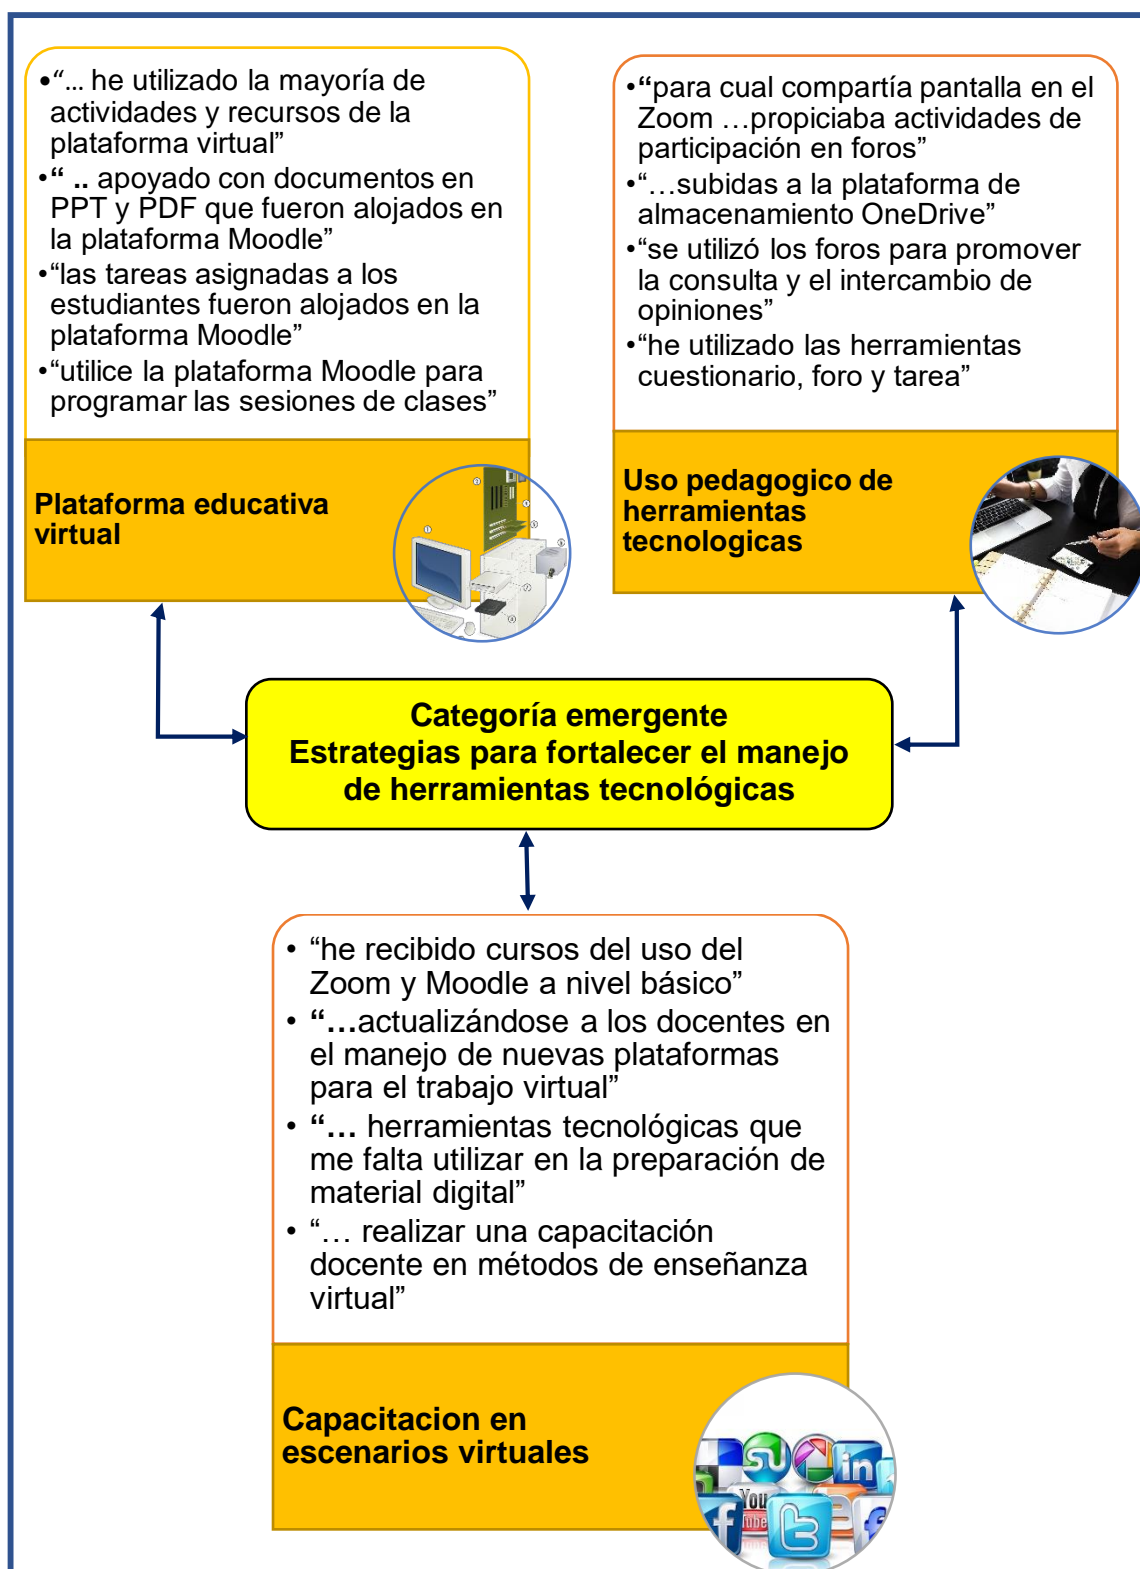 •“... he utilizado la mayoría de
actividades y recursos de la
plataforma virtual”
•“ .. apoyado con documentos en
PPT y PDF que fueron alojados en
la plataforma Moodle”
•“las tareas asignadas a los
estudiantes fueron alojados en la
plataforma Moodle”
•“utilice la plataforma Moodle para
programar las sesiones de clases”
Plataforma educativa
virtual
•“para cual compartía pantalla en el
Zoom …propiciaba actividades de
participación en foros”
•“…subidas a la plataforma de
almacenamiento OneDrive”
•“se utilizó los foros para promover
la consulta y el intercambio de
opiniones”
•“he utilizado las herramientas
cuestionario, foro y tarea”
Uso pedagogico de
herramientas
tecnologicas
Categoría emergente
Estrategias para fortalecer el manejo
de herramientas tecnológicas
• “he recibido cursos del uso del
Zoom y Moodle a nivel básico”
• “…actualizándose a los docentes en
el manejo de nuevas plataformas
para el trabajo virtual”
• “… herramientas tecnológicas que
me falta utilizar en la preparación de
material digital”
• “… realizar una capacitación
docente en métodos de enseñanza
virtual”
Capacitacion en
escenarios virtuales
in
You
Tube
f
t
f